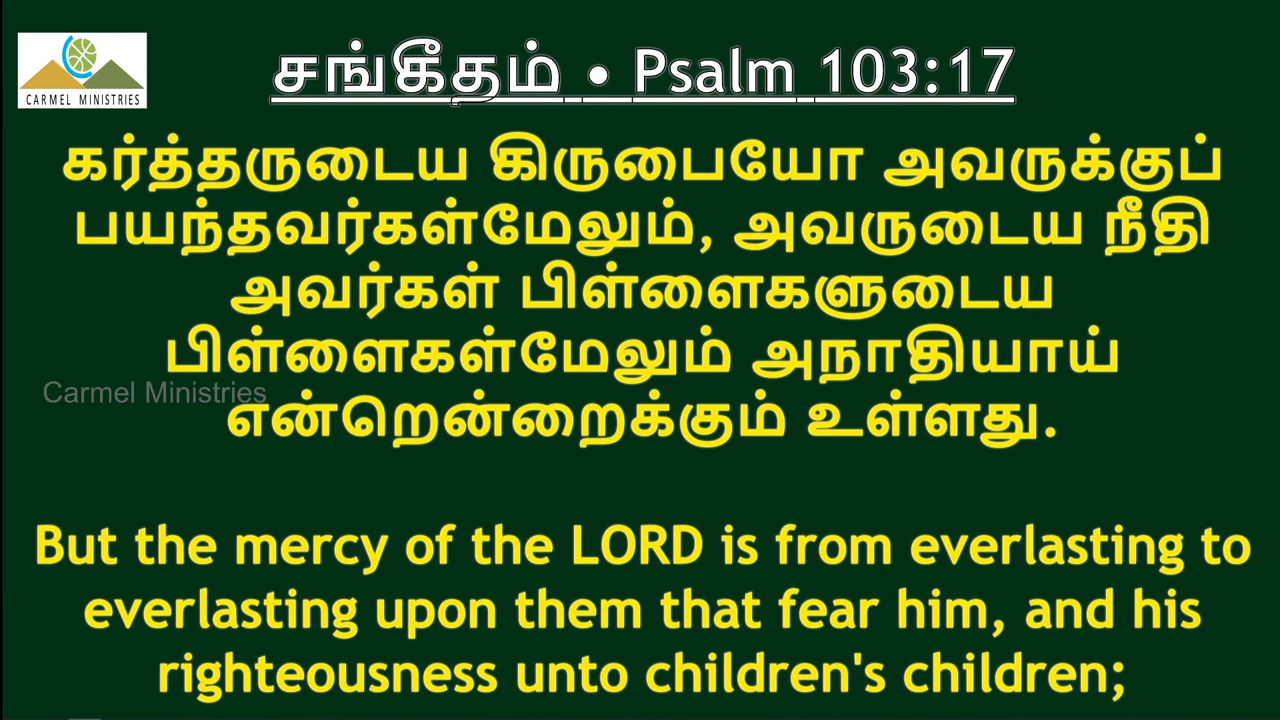 CARMEL MINISTRIES
சங்கீதம் • Psalm 103:17
கர்த்தருடைய கிருபையோ அவருக்குப்
பயந்தவர்கள்மேலும், அவருடைய நீதி
அவர்கள் பிள்ளைகளுடைய
பிள்ளைகள்மேலும் அநாதியாய்
Carmel Ministries
என்றென்றைக்கும் உள்ளது.
But the mercy of the LORD is from everlasting to
everlasting upon them that fear him, and his
righteousness unto children's children;